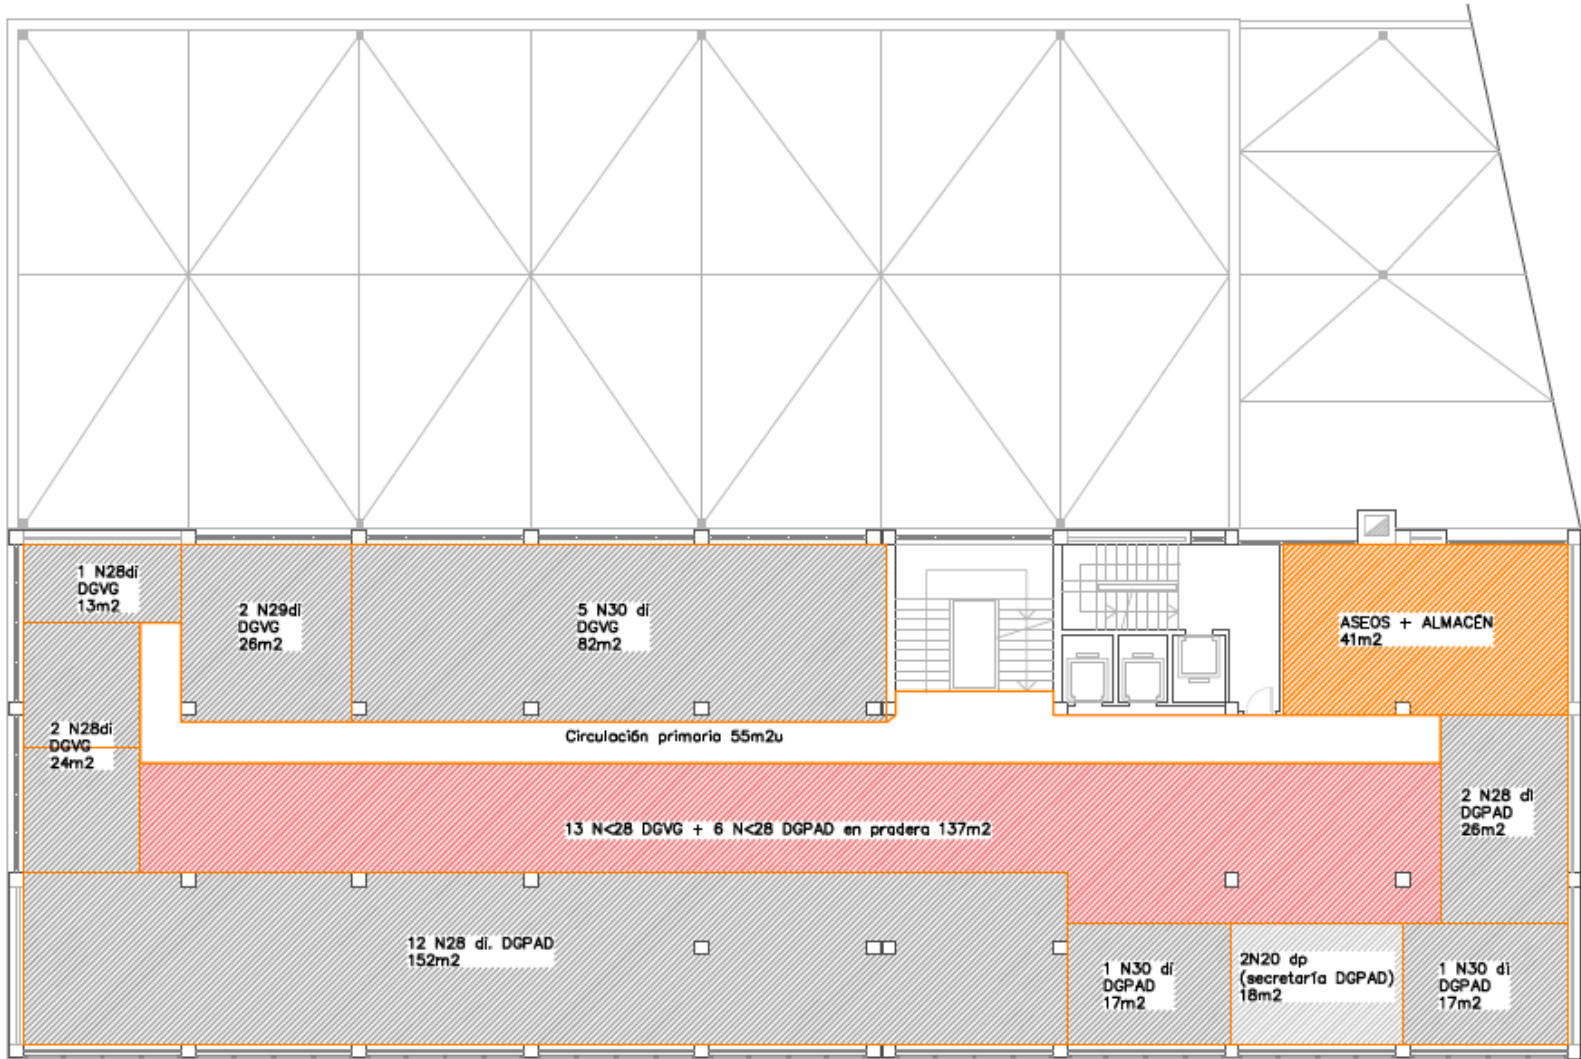 1 N28di
DGVG
13m2
2 N29di
DGVG
26m2
5 N30 di
DGVG
82m2
ASEOS + ALMACÉN
41m2
2 N28di
DGVG
24m2
Circulación primaria 55m2u
2 N28 di
DGPAD
26m2
13 N<28 DGVG + 6 N<28 DGPAD en pradera 137m2
12 N28 di. DGPAD
152m2
1 N30 di
DGPAD
17m2
2N20 dp
(secretaría DGPAD)
18m2
1 N30 di
DGPAD
17m2